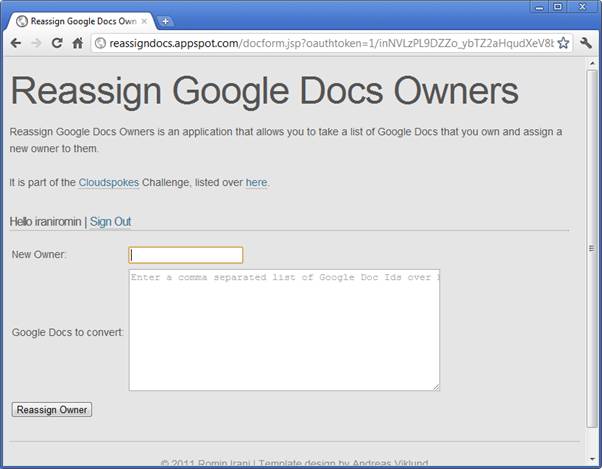 Reassign Google Docs Own
reassigndocs.appspot.com/docform.jsp?oauthtoken=1/inNVLzPL9DZZo_ybTZ2aHqudXeV8b
Reassign Google Docs Owners
Reassign Google Docs Owners is an application that allows you to take a list of Google Docs that you own and assign a
new owner to them.
It is part of the Cloudspokes Challenge, listed over here.
Hello iraniromin | Sign Out
New Owner:
Enter a comma separated list of Google Doc Ids over
Google Docs to convert:
Reassign Owner
© 2011 Romin Irani | Template design by Andreas Viklund